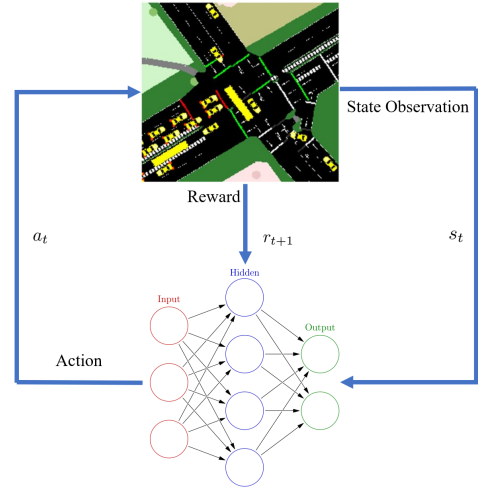 State Observation
Reward
a_t
r_{t+1}
s_t
Hidden
Input
Output
Action